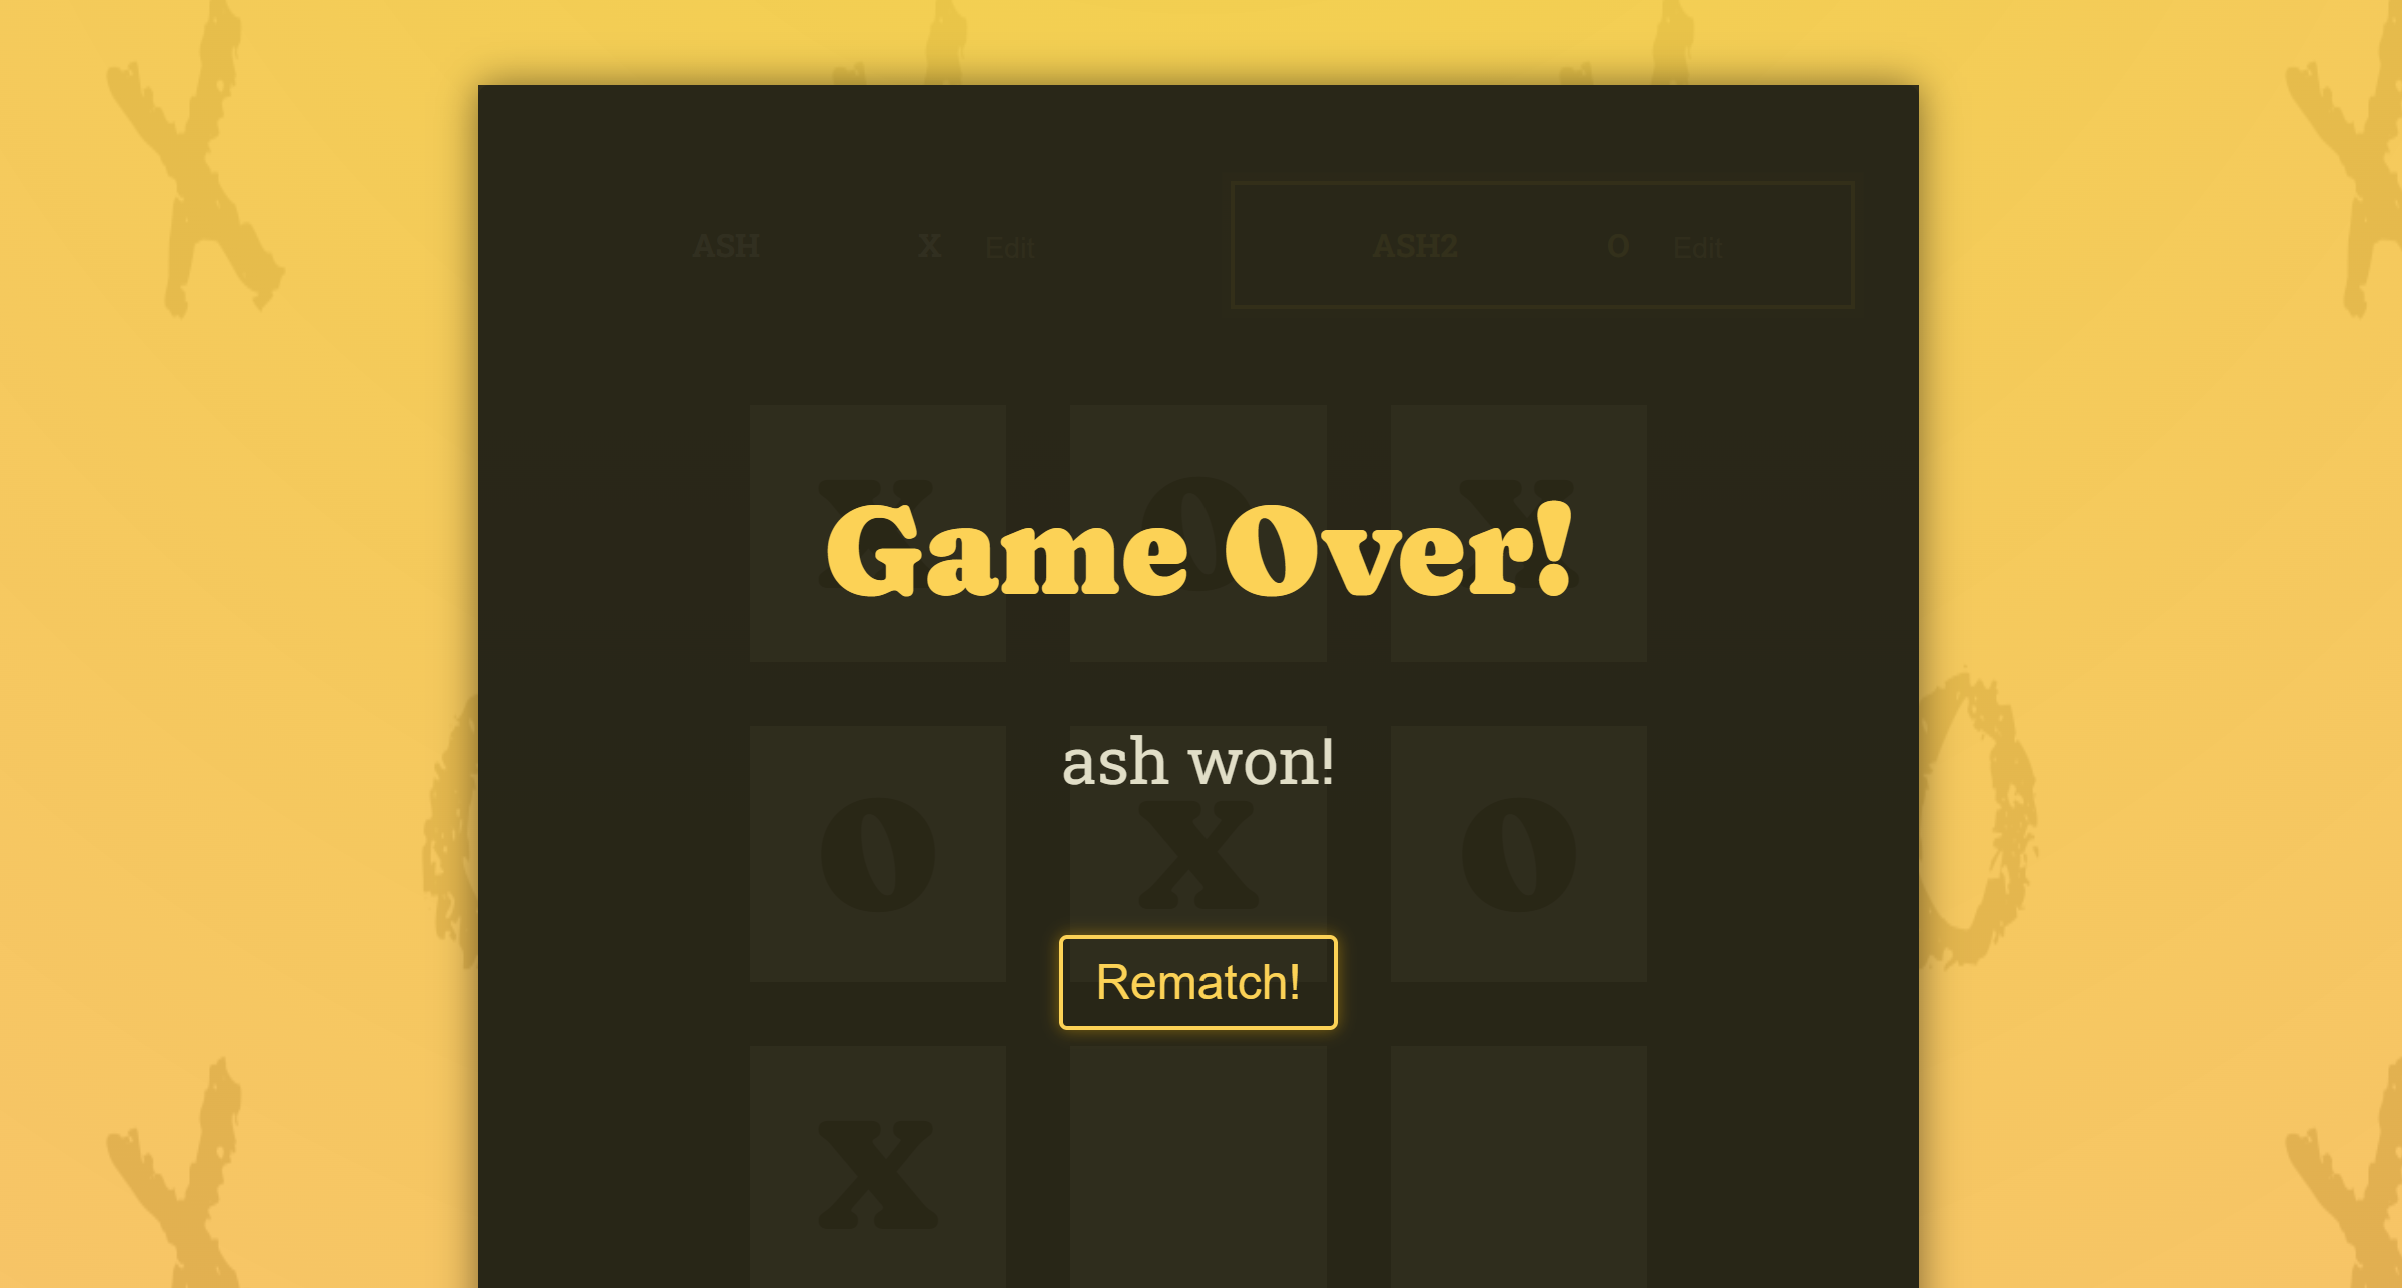 ASH X Edit ASH2 O Edit
X O X
Game Over!
ash won!
O X O
Rematch!
X